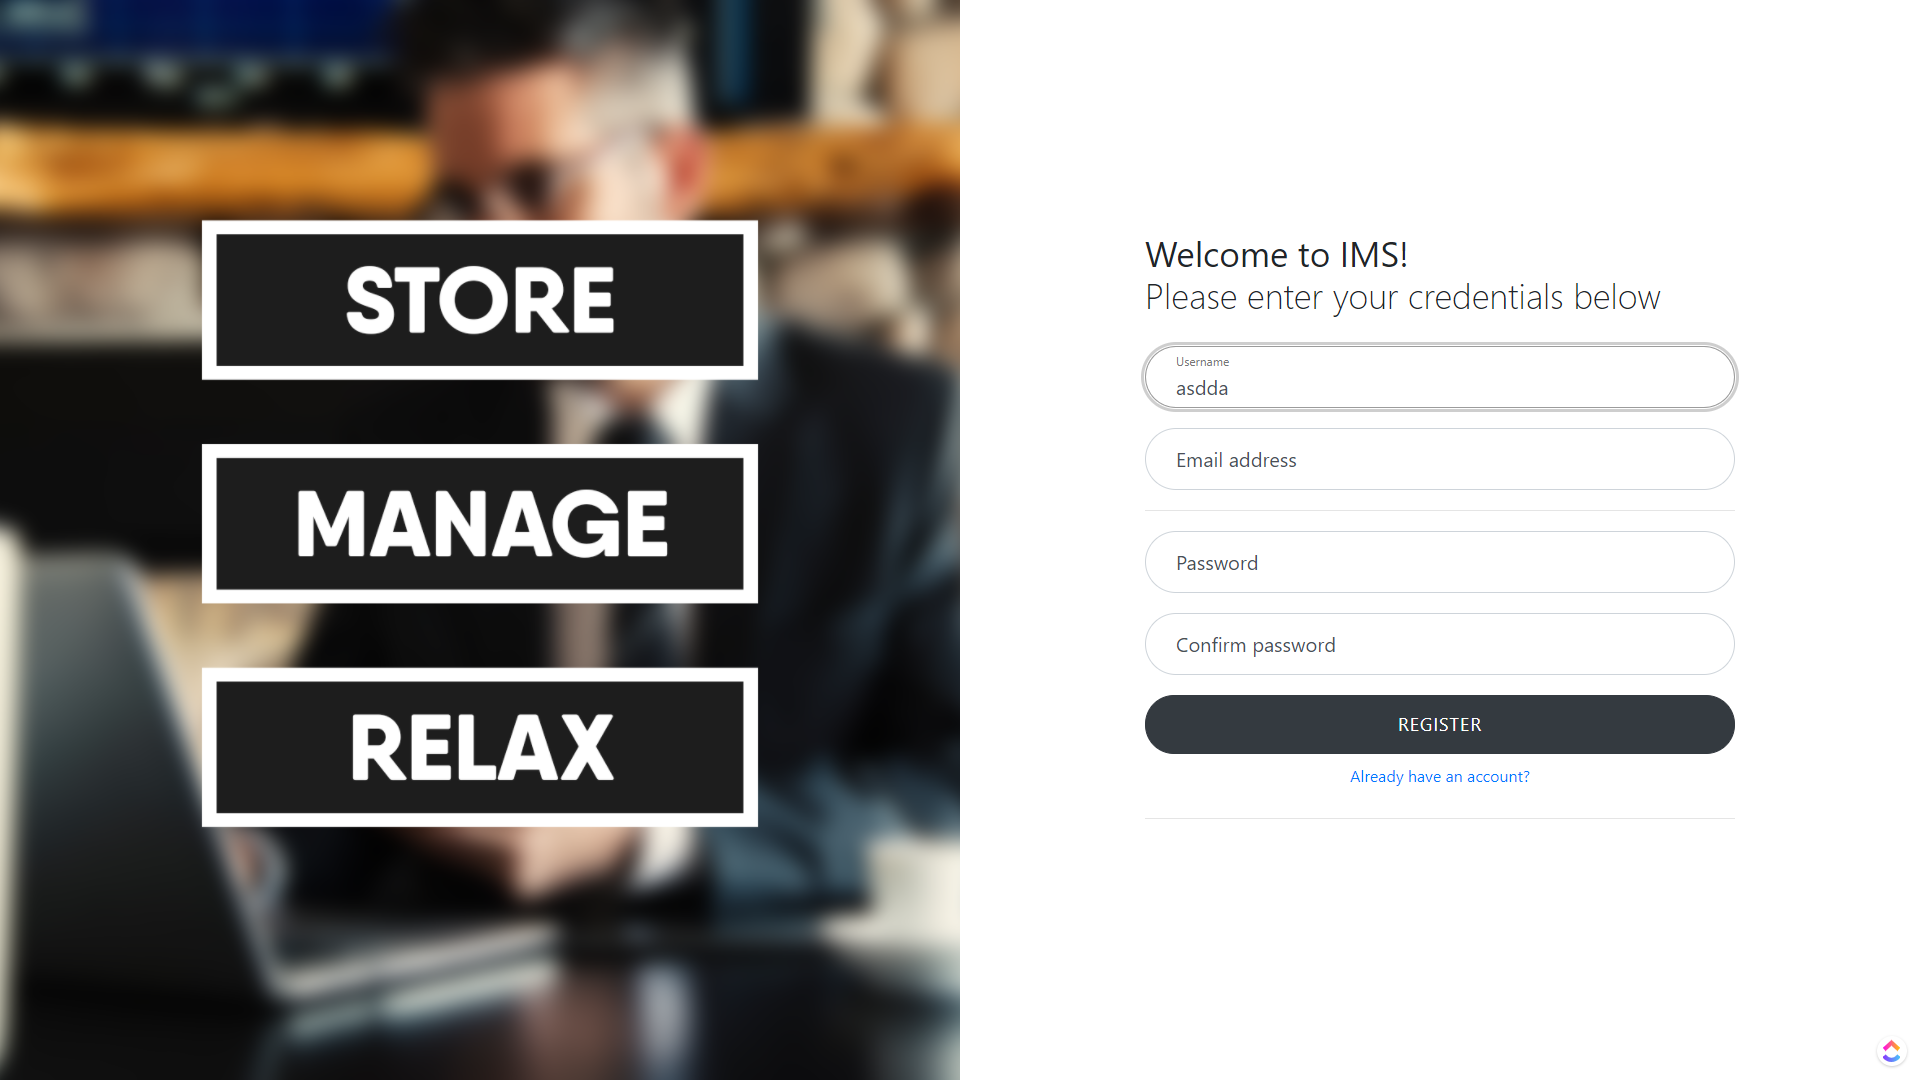 STORE
MANAGE
RELAX
Welcome to IMS!
Please enter your credentials below
Username
asdda
Email address
Password
Confirm password
REGISTER
Already have an account?